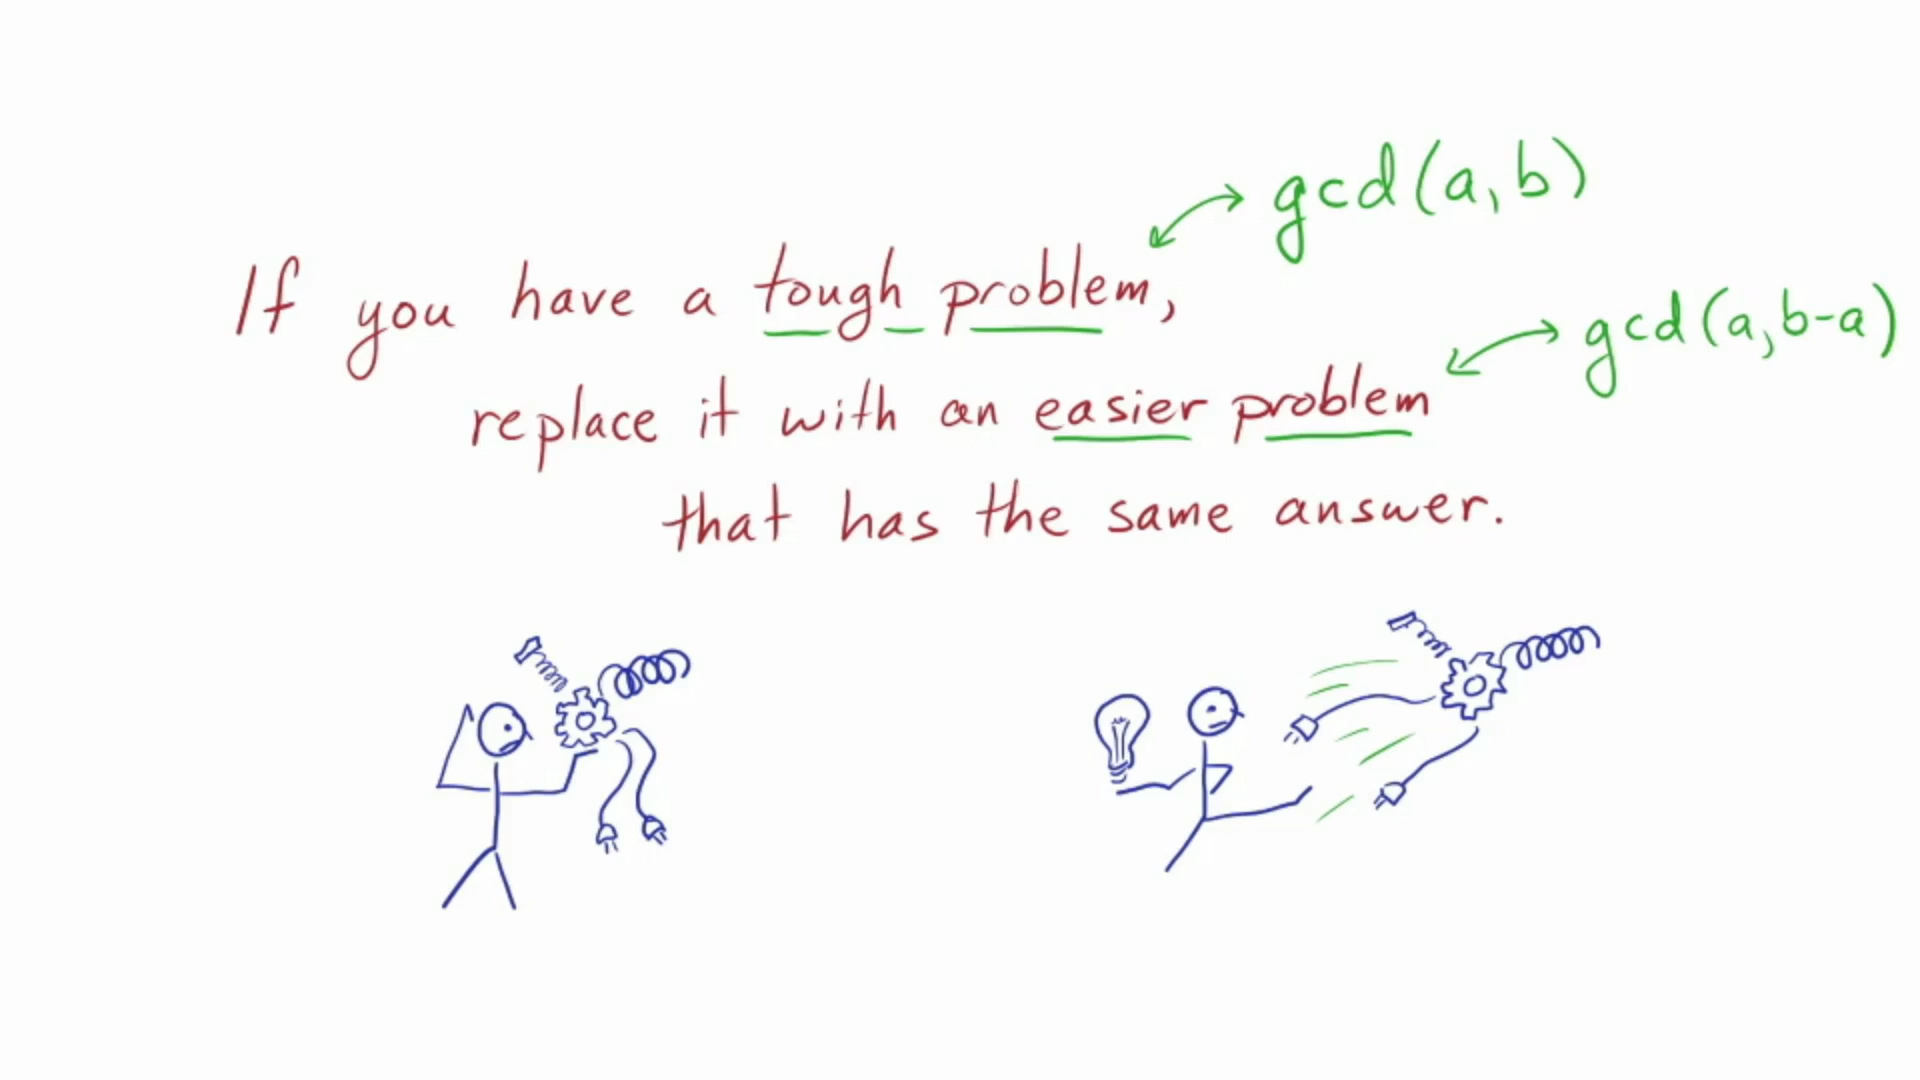 gcd(a,b)
If you have a tough problem,
gcd(a,b-a)
replace it with an easier problem
that has the same answer.